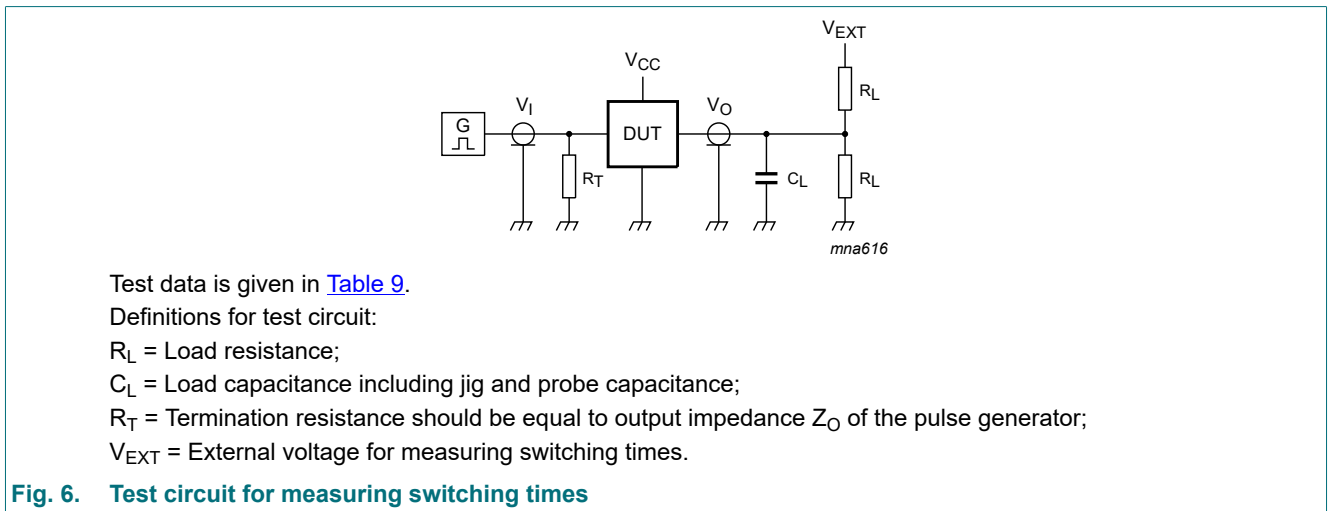 VEXT
VCC
RL
VI
VO
G
DUT
RT
CL
RL
mna616
Test data is given in Table 9.
Definitions for test circuit:
RL = Load resistance;
CL = Load capacitance including jig and probe capacitance;
RT = Termination resistance should be equal to output impedance ZO of the pulse generator;
VEXT = External voltage for measuring switching times.
Fig. 6. Test circuit for measuring switching times